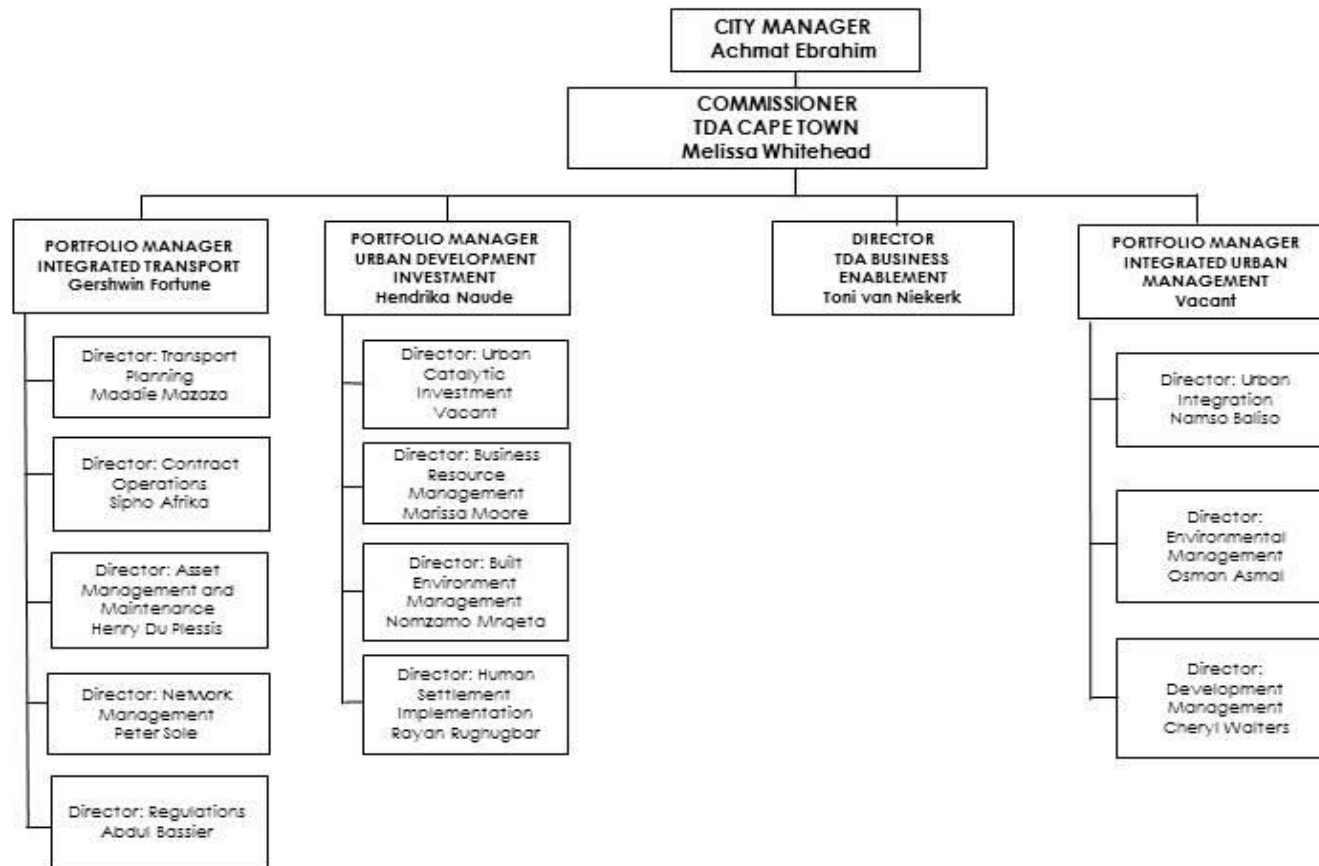 CITY MANAGER
Achmat Ebrahim
COMMISSIONER
TDA CAPE TOWN
Melissa Whitehead
PORTFOLIO MANAGER
INTEGRATED TRANSPORT
Gershwin Fortune
Director: Transport
Planning
Maddie Mazaza
Director: Contract
Operations
Sipho Afrika
Director: Asset
Management and
Maintenance
Henry Du Plessis
Director: Network
Management
Peter Sole
Director: Regulations
Abdul Bassier
PORTFOLIO MANAGER
URBAN DEVELOPMENT
INVESTMENT
Hendrika Naude
Director: Urban
Catalytic
Investment
Vacant
Director: Business
Resource
Management
Marissa Moore
Director: Built
Environment
Management
Nomzamo Mnqeta
Director: Human
Settlement
Implementation
Rayan Rughugbar
DIRECTOR
TDA BUSINESS
ENABLEMENT
Toni van Niekerk
PORTFOLIO MANAGER
INTEGRATED URBAN
MANAGEMENT
Vacant
Director: Urban
Integration
Namso Baliso
Director:
Environmental
Management
Osman Asmal
Director:
Development
Management
Cheryl Walters